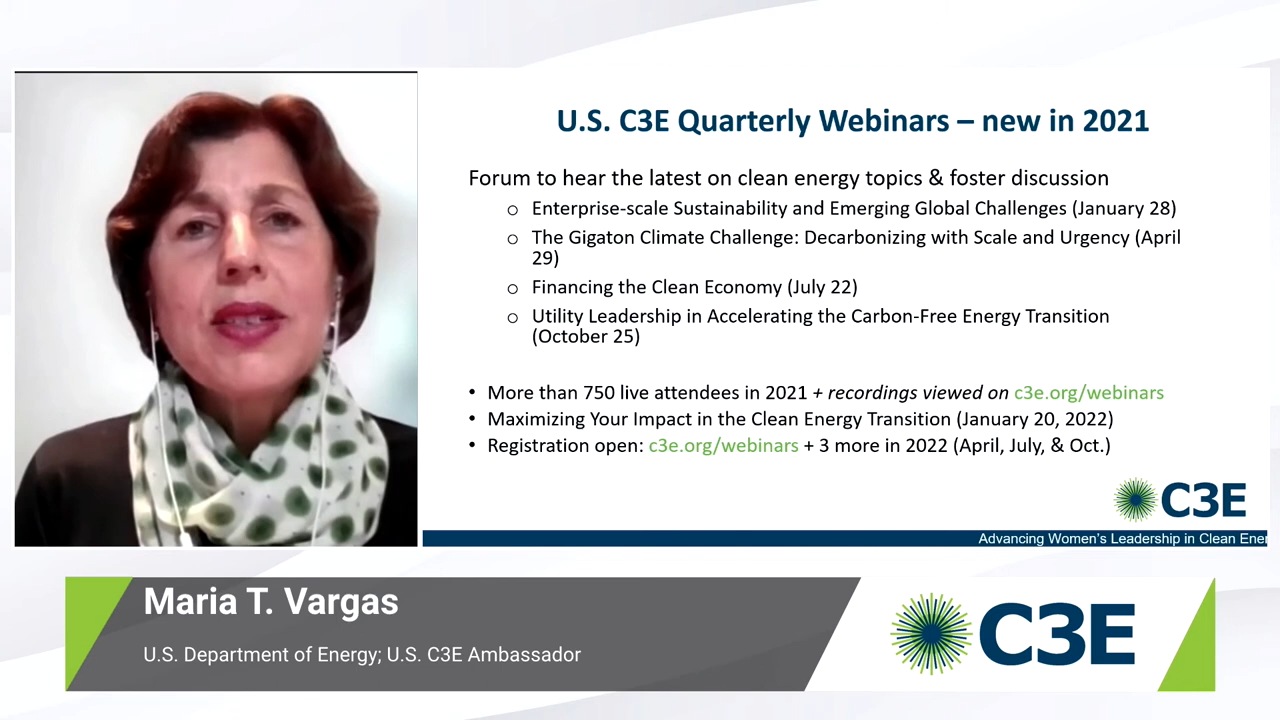 U.S. C3E Quarterly Webinars – new in 2021
Forum to hear the latest on clean energy topics & foster discussion
o Enterprise-scale Sustainability and Emerging Global Challenges (January 28)
o The Gigaton Climate Challenge: Decarbonizing with Scale and Urgency (April
29)
o Financing the Clean Economy (July 22)
o Utility Leadership in Accelerating the Carbon-Free Energy Transition
(October 25)
• More than 750 live attendees in 2021 + recordings viewed on c3e.org/webinars
• Maximizing Your Impact in the Clean Energy Transition (January 20, 2022)
• Registration open: c3e.org/webinars + 3 more in 2022 (April, July, & Oct.)
C3E
Advancing Women's Leadership in Clean Ener
Maria T. Vargas
U.S. Department of Energy; U.S. C3E Ambassador
C3E